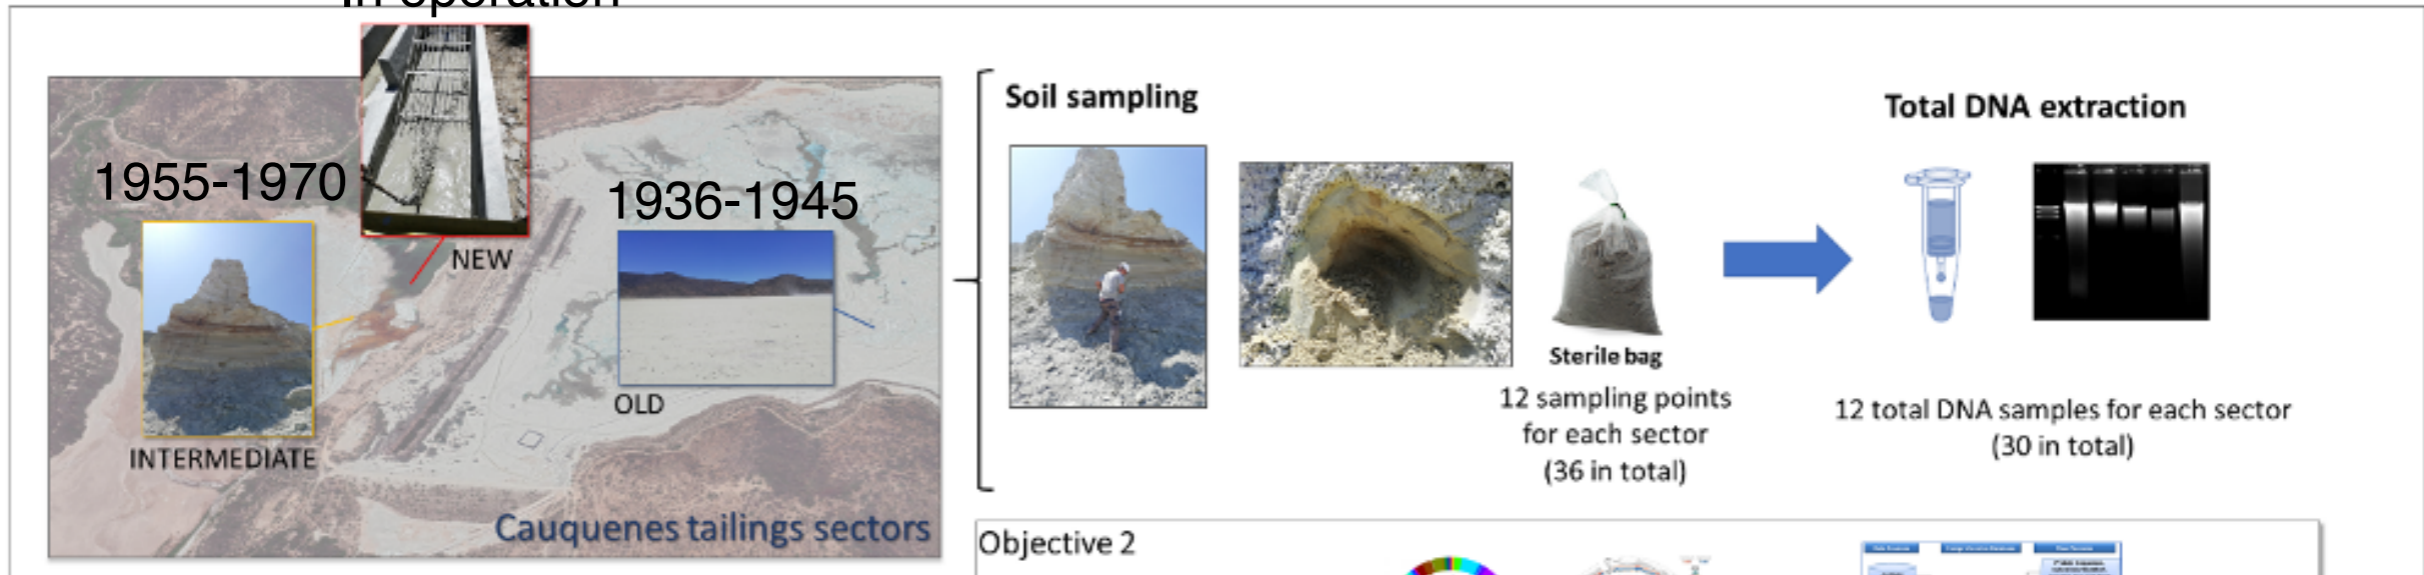 In operation
1955-1970
1936-1945
NEW
OLD
INTERMEDIATE
Cauquenes tailings sectors
Soil sampling
Sterile bag
12 sampling points
for each sector
(36 in total)
Total DNA extraction
12 total DNA samples for each sector
(30 in total)
Objective 2